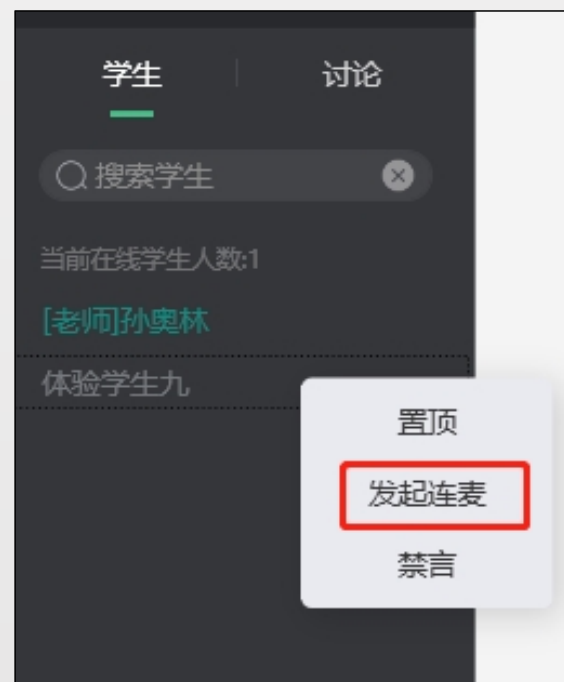 学生 讨论
搜索学生
当前在线学生人数:1
[老师]孙奥林
体验学生九
置顶
发起连麦
禁言